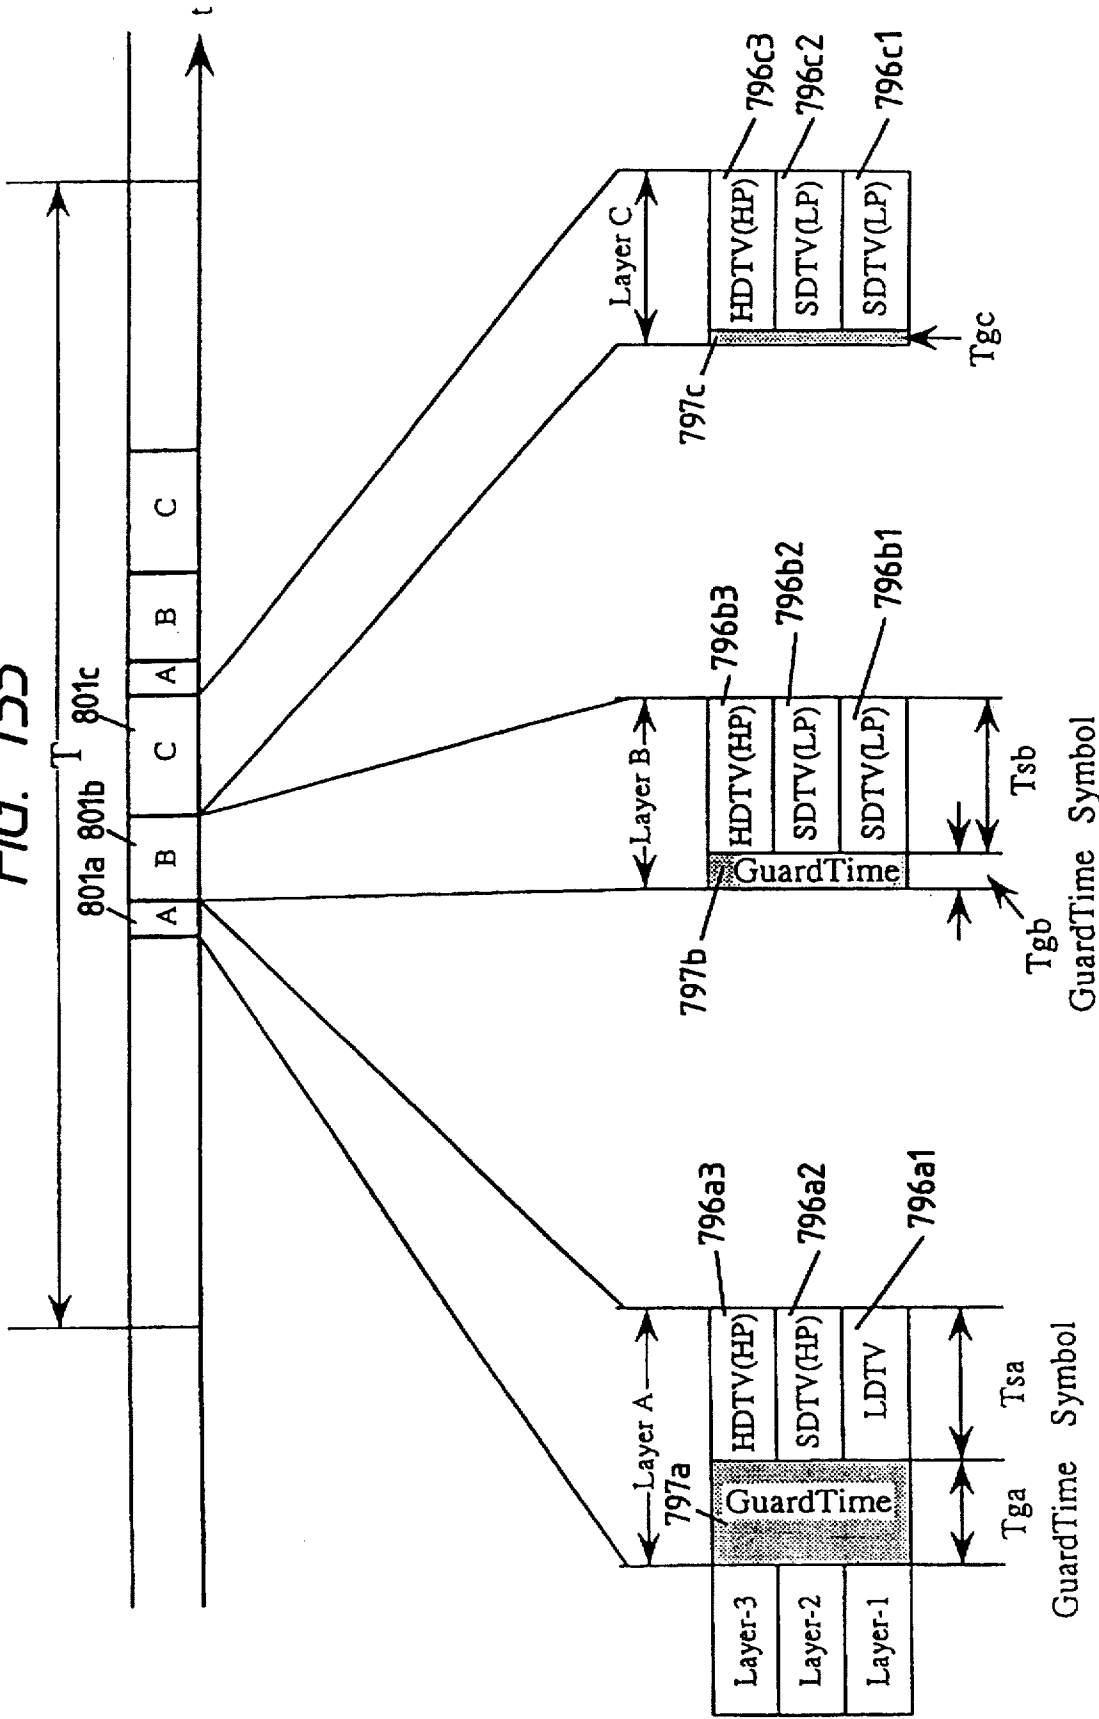 FIG. 135
T
t
801a 801b 801c
A B C A B C
Layer A
Layer B
Layer C
797a
797b
797c
Layer-3 GuardTime HDTV(HP) 796a3
Layer-2 SDTV(HP) 796a2
Layer-1 LDTV 796a1
GuardTime HDTV(HP) 796b3
SDTV(LP) 796b2
SDTV(LP) 796b1
HDTV(HP) 796c3
SDTV(LP) 796c2
SDTV(LP) 796c1
Tga Tsa
GuardTime Symbol
Tgb Tsb
GuardTime Symbol
Tgc